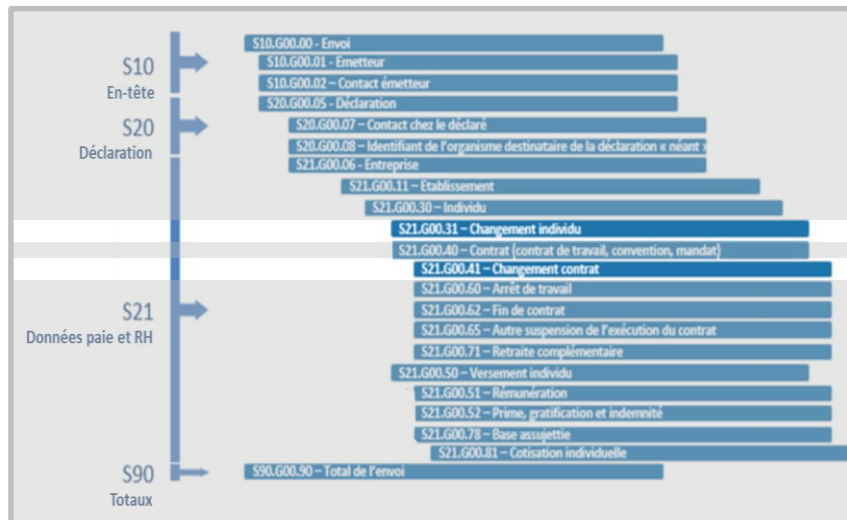 S10
En-tête
S20
Déclaration
S21
Données paie et RH
S90
Totaux
S10.G00.00 - Envoi
S10.G00.01 - Emetteur
S10.G00.02 – Contact émetteur
S20.G00.05 - Déclaration
S20.G00.07 – Contact chez le déclaré
S20.G00.08 – Identifiant de l'organisme destinataire de la déclaration « néant »
S21.G00.06 - Entreprise
S21.G00.11 – Etablissement
S21.G00.30 – Individu
S21.G00.31 – Changement individu
S21.G00.40 – Contrat (contrat de travail, convention, mandat)
S21.G00.41 – Changement contrat
S21.G00.60 – Arrêt de travail
S21.G00.62 – Fin de contrat
S21.G00.65 – Autre suspension de l'exécution du contrat
S21.G00.71 – Retraite complémentaire
S21.G00.50 – Versement individu
S21.G00.51 – Rémunération
S21.G00.52 – Prime, gratification et indemnité
S21.G00.78 – Base assujettie
S21.G00.81 – Cotisation individuelle
S90.G00.90 – Total de l'envoi